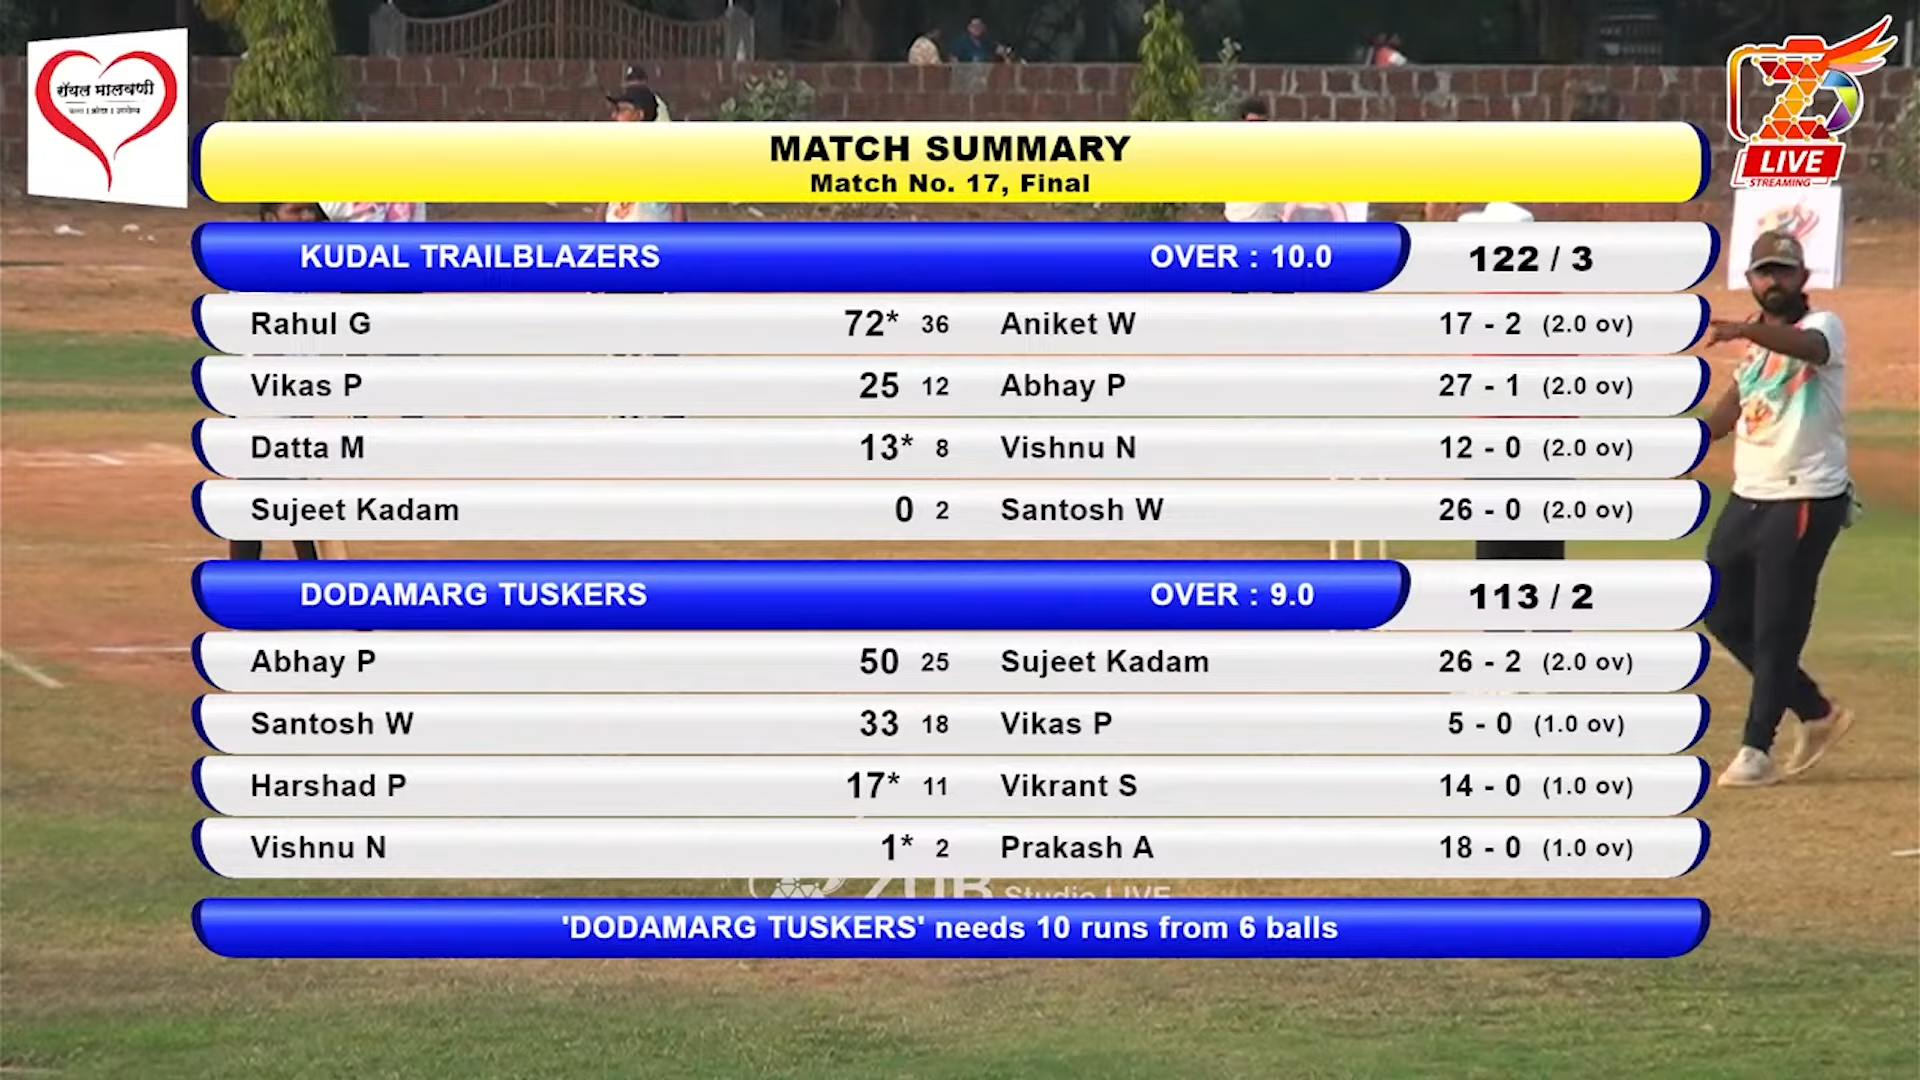 रॉयल मालवणी
LIVE
STREAMING
MATCH SUMMARY
Match No. 17, Final
KUDAL TRAILBLAZERS OVER : 10.0 122 / 3
Rahul G 72* 36 Aniket W 17 - 2 (2.0 ov)
Vikas P 25 12 Abhay P 27 - 1 (2.0 ov)
Datta M 13* 8 Vishnu N 12 - 0 (2.0 ov)
Sujeet Kadam 0 2 Santosh W 26 - 0 (2.0 ov)
DODAMARG TUSKERS OVER : 9.0 113 / 2
Abhay P 50 25 Sujeet Kadam 26 - 2 (2.0 ov)
Santosh W 33 18 Vikas P 5 - 0 (1.0 ov)
Harshad P 17* 11 Vikrant S 14 - 0 (1.0 ov)
Vishnu N 1* 2 Prakash A 18 - 0 (1.0 ov)
Studio LIVE
'DODAMARG TUSKERS' needs 10 runs from 6 balls